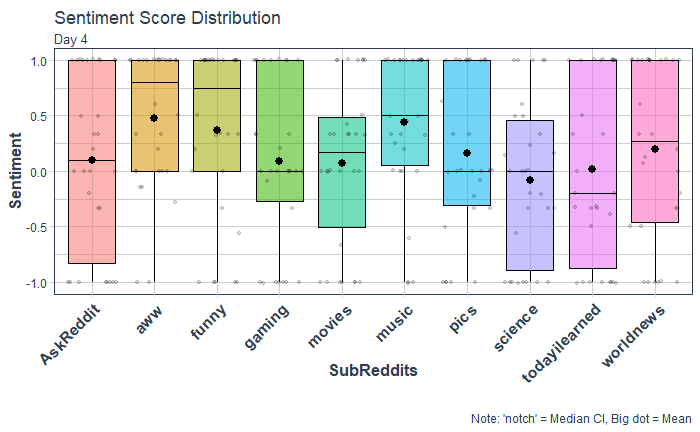 Sentiment Score Distribution
Day 4
Sentiment
1.0
0.5
0.0
-0.5
-1.0
AskReddit
aww
funny
gaming
movies
music
pics
science
todayilearned
worldnews
SubReddits
Note: 'notch' = Median CI, Big dot = Mean